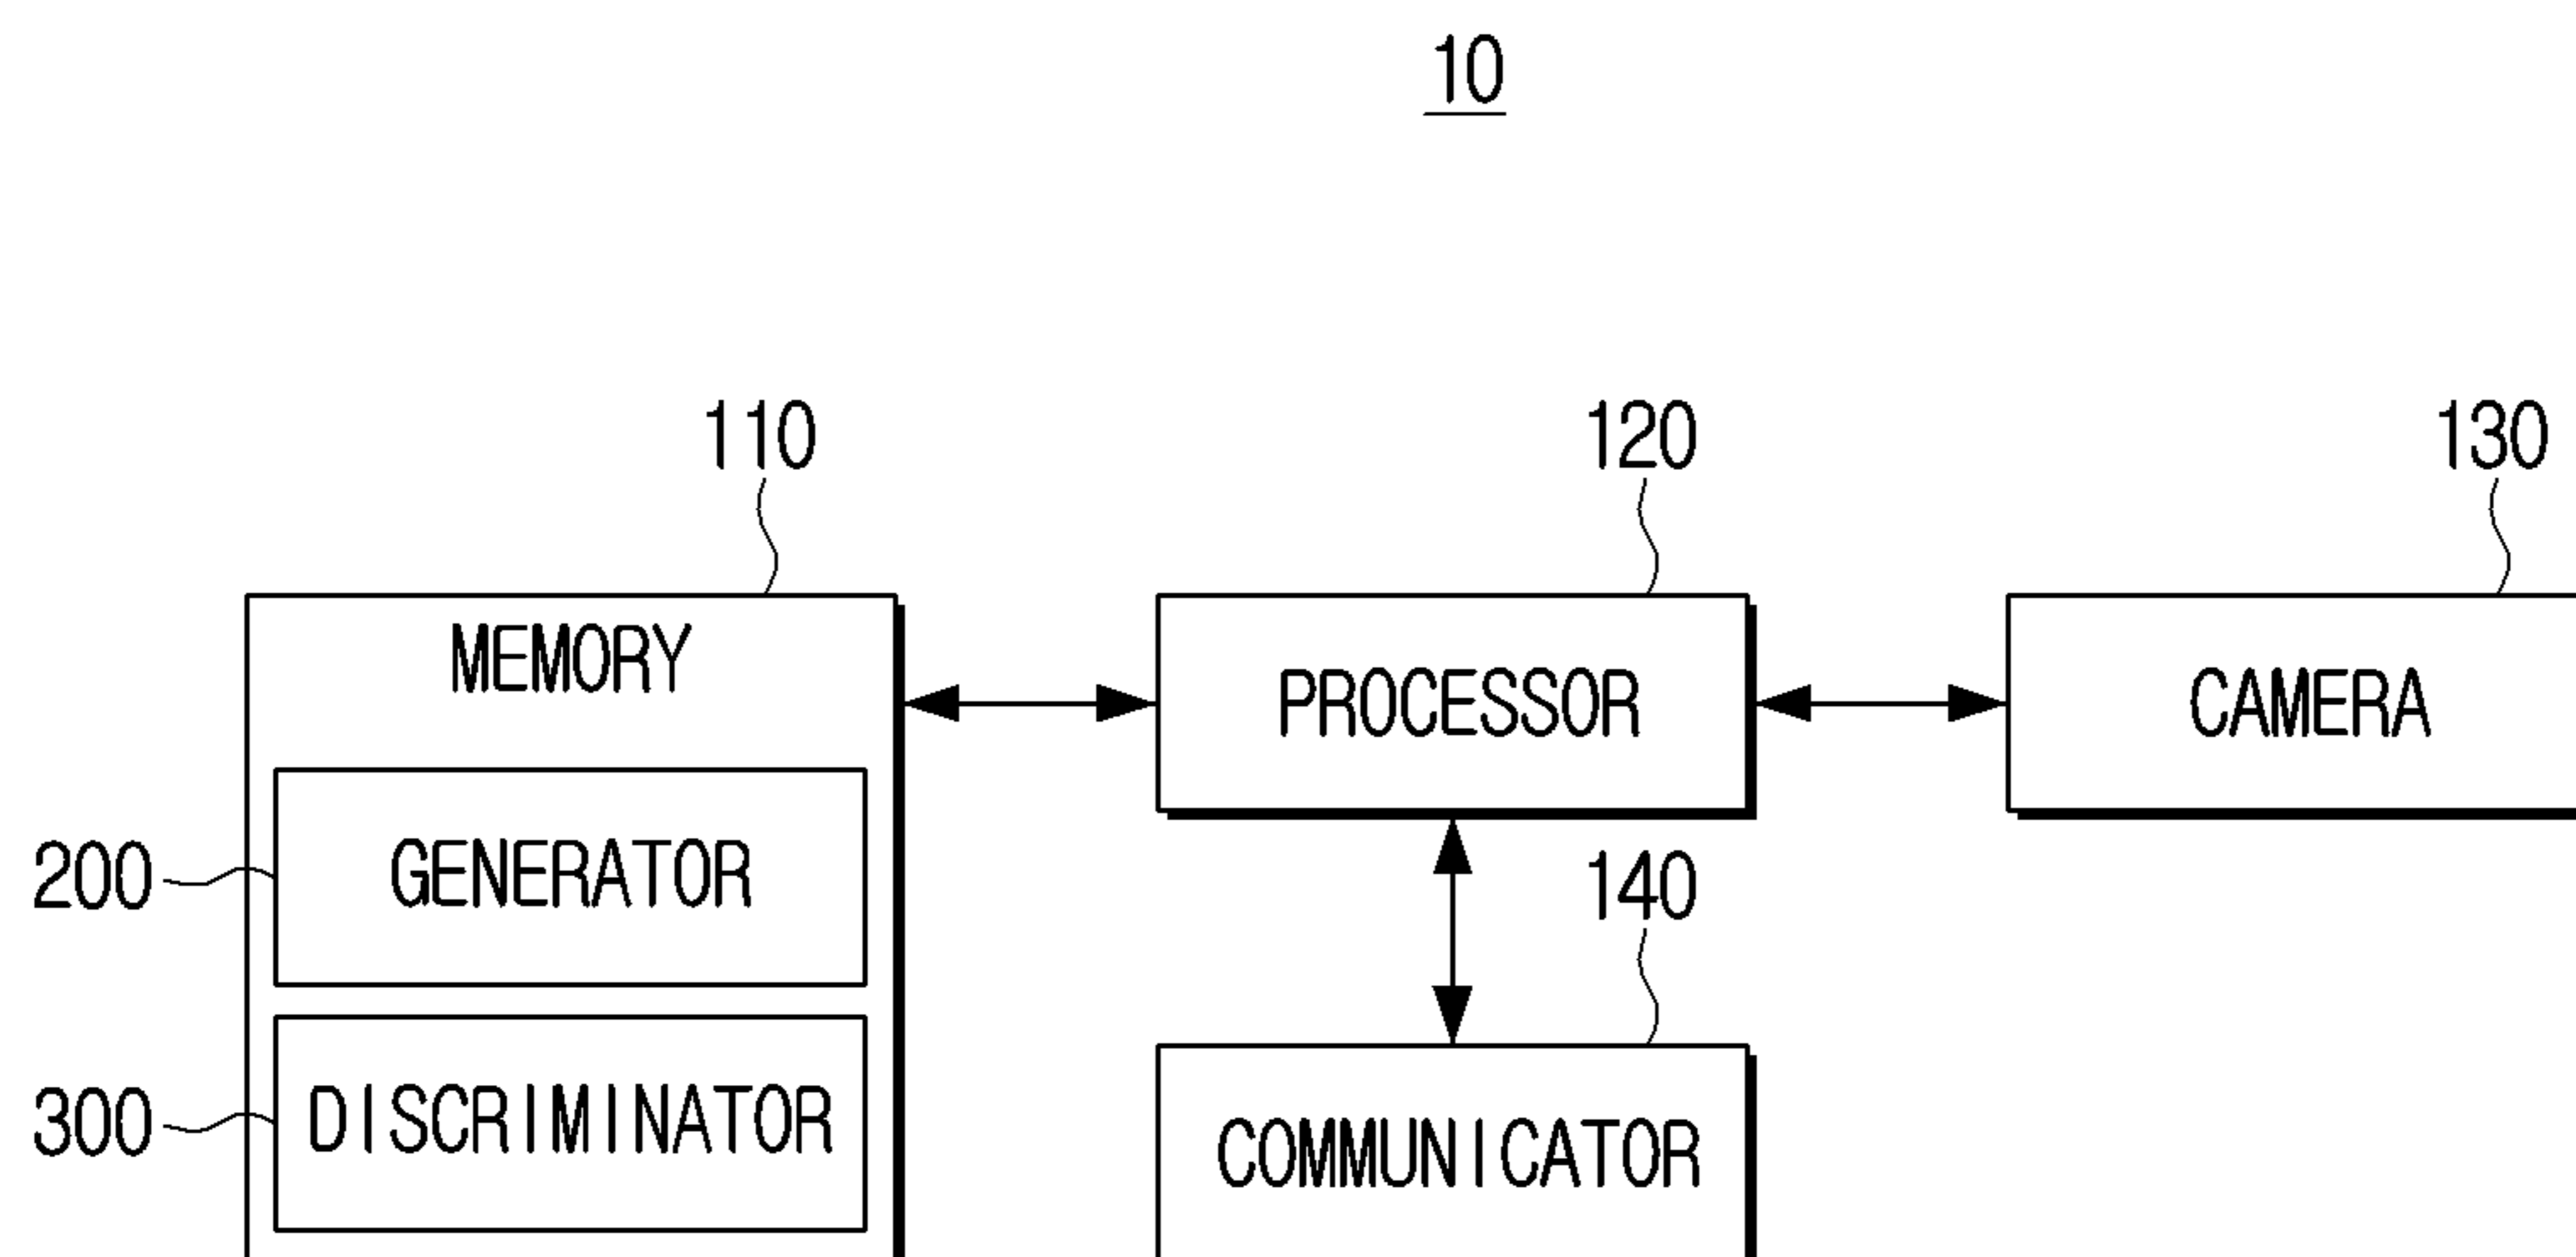 10
110
120
130
MEMORY
PROCESSOR
CAMERA
200
GENERATOR
140
300
DISCRIMINATOR
COMMUNICATOR